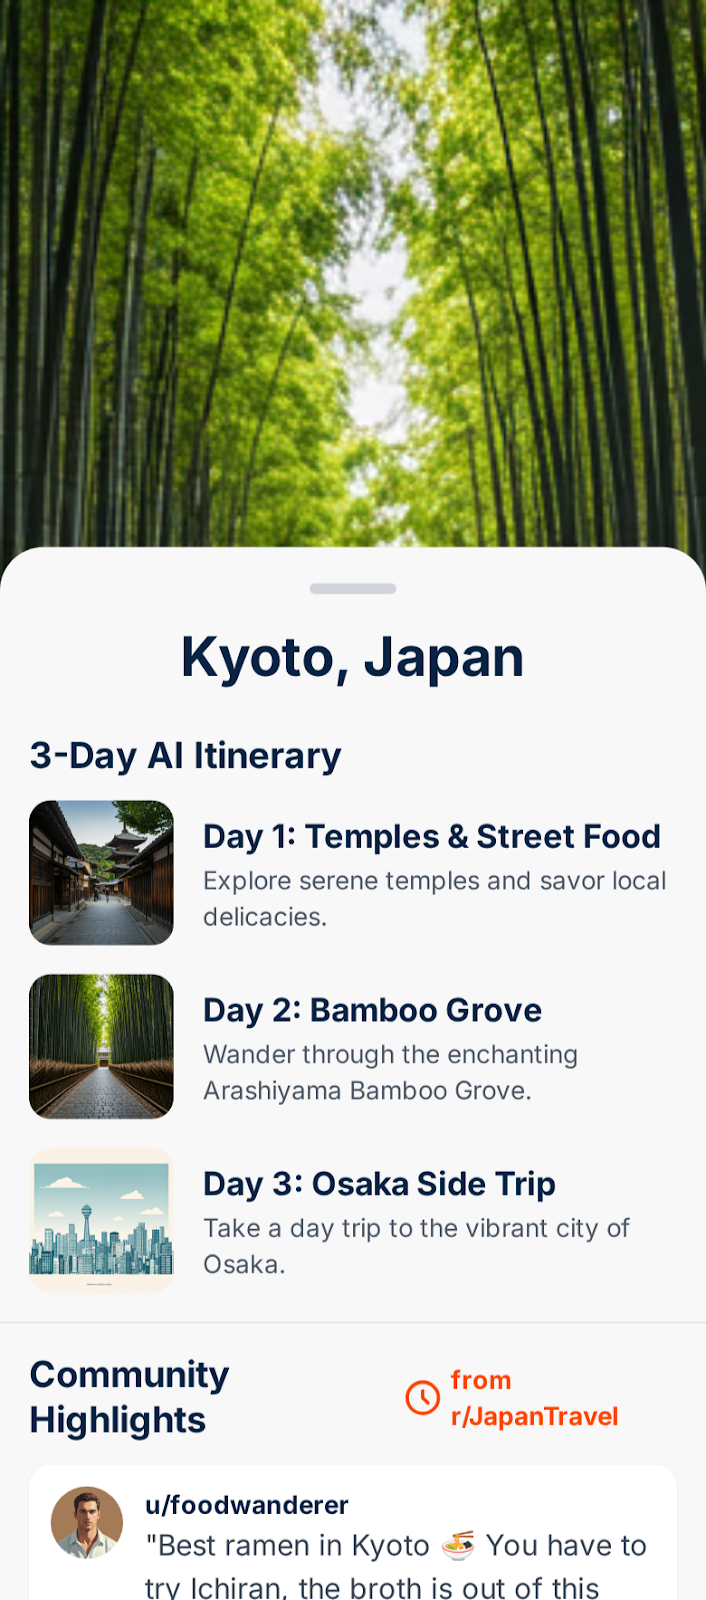 Kyoto, Japan
3-Day AI Itinerary
Day 1: Temples & Street Food
Explore serene temples and savor local
delicacies.
Day 2: Bamboo Grove
Wander through the enchanting
Arashiyama Bamboo Grove.
Day 3: Osaka Side Trip
Take a day trip to the vibrant city of
Osaka.
Community
Highlights
from
r/JapanTravel
u/foodwanderer
"Best ramen in Kyoto 🍜 You have to
try Ichiran, the broth is out of this